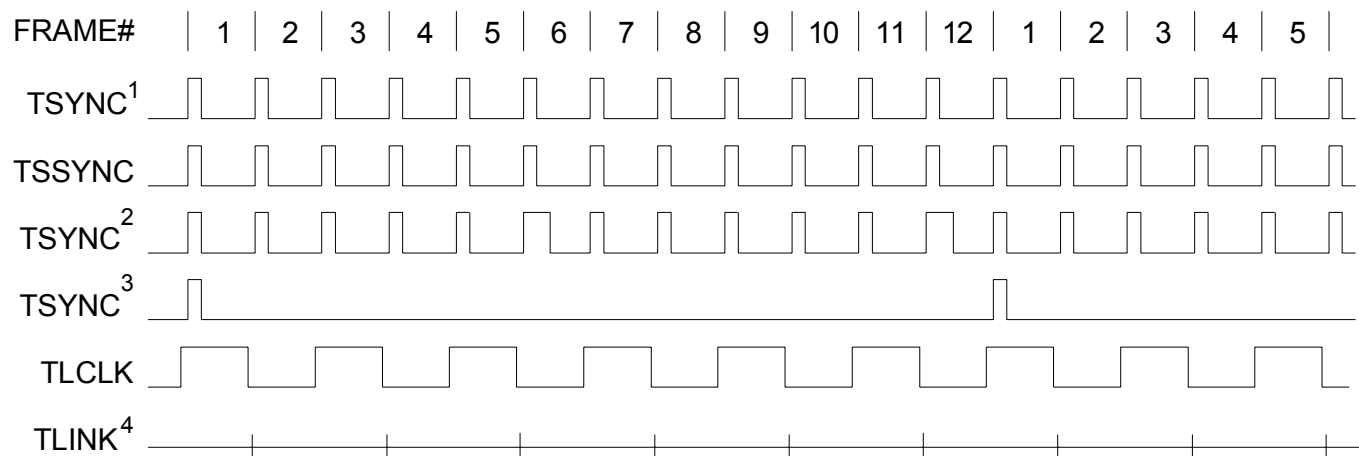 FRAME# 1 2 3 4 5 6 7 8 9 10 11 12 1 2 3 4 5
TSYNC¹
TSSYNC
TSYNC²
TSYNC³
TLCLK
TLINK⁴